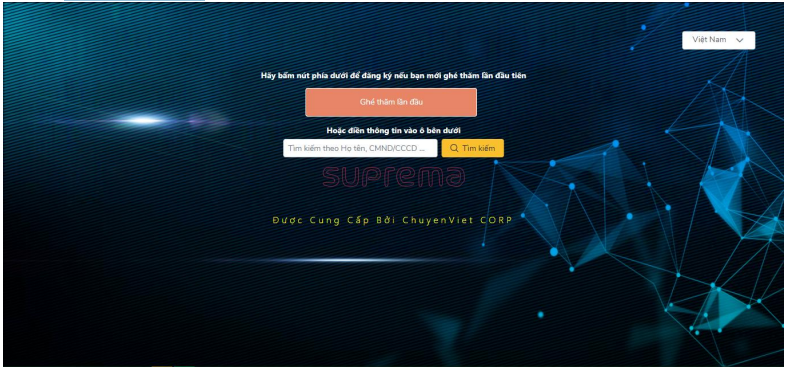 Việt Nam
Hãy bấm nút phía dưới để đăng ký nếu bạn mới ghé thăm lần đầu tiên
Ghé thăm lần đầu
Hoặc điền thông tin vào ô bên dưới
Tìm kiếm theo Họ tên, CMND/CCCD ... Tìm kiếm
suprema
Được Cung Cấp Bởi ChuyenViet CORP